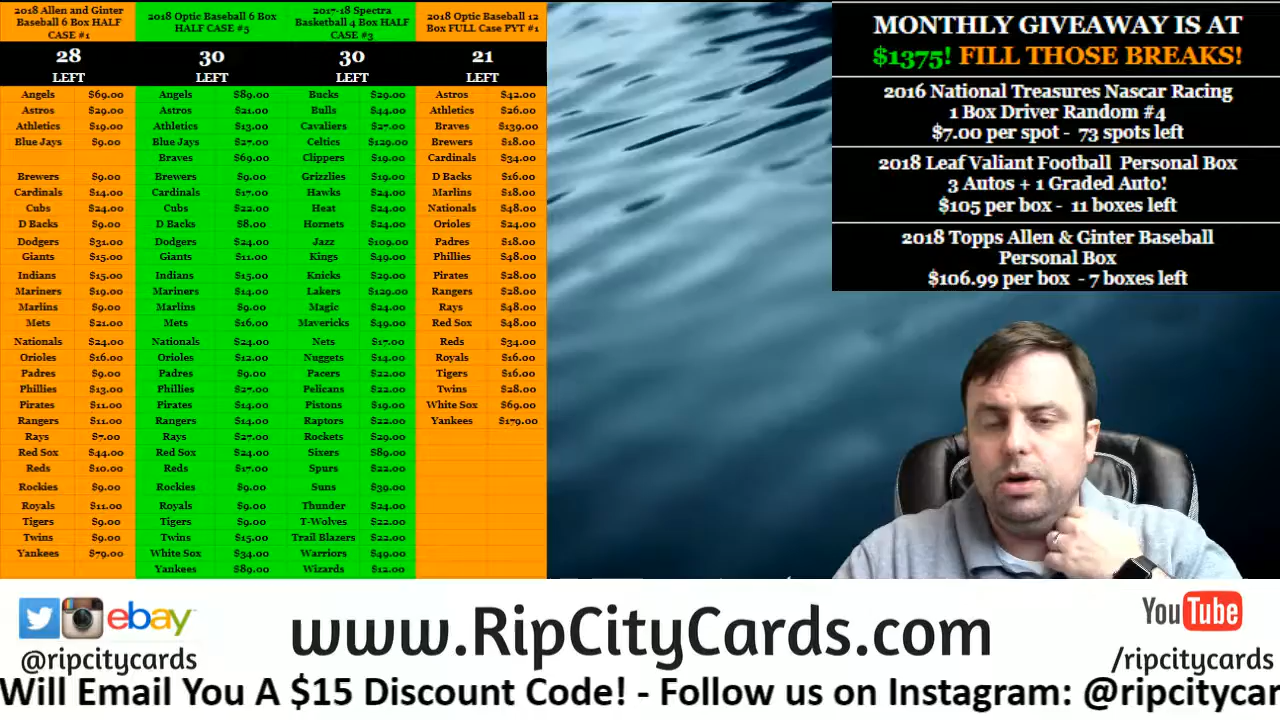 2018 Allen and Ginter
Baseball 6 Box HALF
CASE #1
28
LEFT
Angels $69.00
Astros $29.00
Athletics $19.00
Blue Jays $9.00
Brewers $9.00
Cardinals $14.00
Cubs $24.00
D Backs $9.00
Dodgers $31.00
Giants $15.00
Indians $15.00
Mariners $19.00
Marlins $9.00
Mets $21.00
Nationals $24.00
Orioles $16.00
Padres $9.00
Phillies $13.00
Pirates $11.00
Rangers $11.00
Rays $7.00
Red Sox $44.00
Reds $10.00
Rockies $9.00
Royals $11.00
Tigers $9.00
Twins $9.00
Yankees $79.00
2018 Optic Baseball 6 Box
HALF CASE #5
30
LEFT
Angels $89.00
Astros $21.00
Athletics $13.00
Blue Jays $27.00
Braves $69.00
Brewers $9.00
Cardinals $17.00
Cubs $22.00
D Backs $8.00
Dodgers $24.00
Giants $11.00
Indians $15.00
Mariners $14.00
Marlins $9.00
Mets $16.00
Nationals $24.00
Orioles $12.00
Padres $9.00
Phillies $27.00
Pirates $14.00
Rangers $14.00
Rays $27.00
Red Sox $24.00
Reds $17.00
Rockies $9.00
Royals $9.00
Tigers $9.00
Twins $15.00
White Sox $34.00
Yankees $89.00
2017-18 Spectra
Basketball 4 Box HALF
CASE #3
30
LEFT
Bucks $29.00
Bulls $44.00
Cavaliers $27.00
Celtics $129.00
Clippers $19.00
Grizzlies $19.00
Hawks $24.00
Heat $24.00
Hornets $24.00
Jazz $109.00
Kings $49.00
Knicks $29.00
Lakers $129.00
Magic $24.00
Mavericks $49.00
Nets $17.00
Nuggets $14.00
Pacers $22.00
Pelicans $22.00
Pistons $19.00
Raptors $22.00
Rockets $29.00
Sixers $89.00
Spurs $22.00
Suns $39.00
Thunder $24.00
T-Wolves $22.00
Trail Blazers $22.00
Warriors $49.00
Wizards $12.00
2018 Optic Baseball 12
Box FULL Case PYT #1
21
LEFT
Astros $42.00
Athletics $26.00
Braves $139.00
Brewers $18.00
Cardinals $34.00
D Backs $16.00
Marlins $18.00
Nationals $48.00
Orioles $24.00
Padres $18.00
Phillies $48.00
Pirates $28.00
Rangers $28.00
Rays $48.00
Red Sox $48.00
Reds $34.00
Royals $16.00
Tigers $16.00
Twins $28.00
White Sox $69.00
Yankees $179.00
MONTHLY GIVEAWAY IS AT
$1375! FILL THOSE BREAKS!
2016 National Treasures Nascar Racing
1 Box Driver Random #4
$7.00 per spot - 73 spots left
2018 Leaf Valiant Football Personal Box
3 Autos + 1 Graded Auto!
$105 per box - 11 boxes left
2018 Topps Allen & Ginter Baseball
Personal Box
$106.99 per box - 7 boxes left
ebay
@ripcitycards
www.RipCityCards.com
YouTube
/ripcitycards
Will Email You A $15 Discount Code! - Follow us on Instagram: @ripcitycar